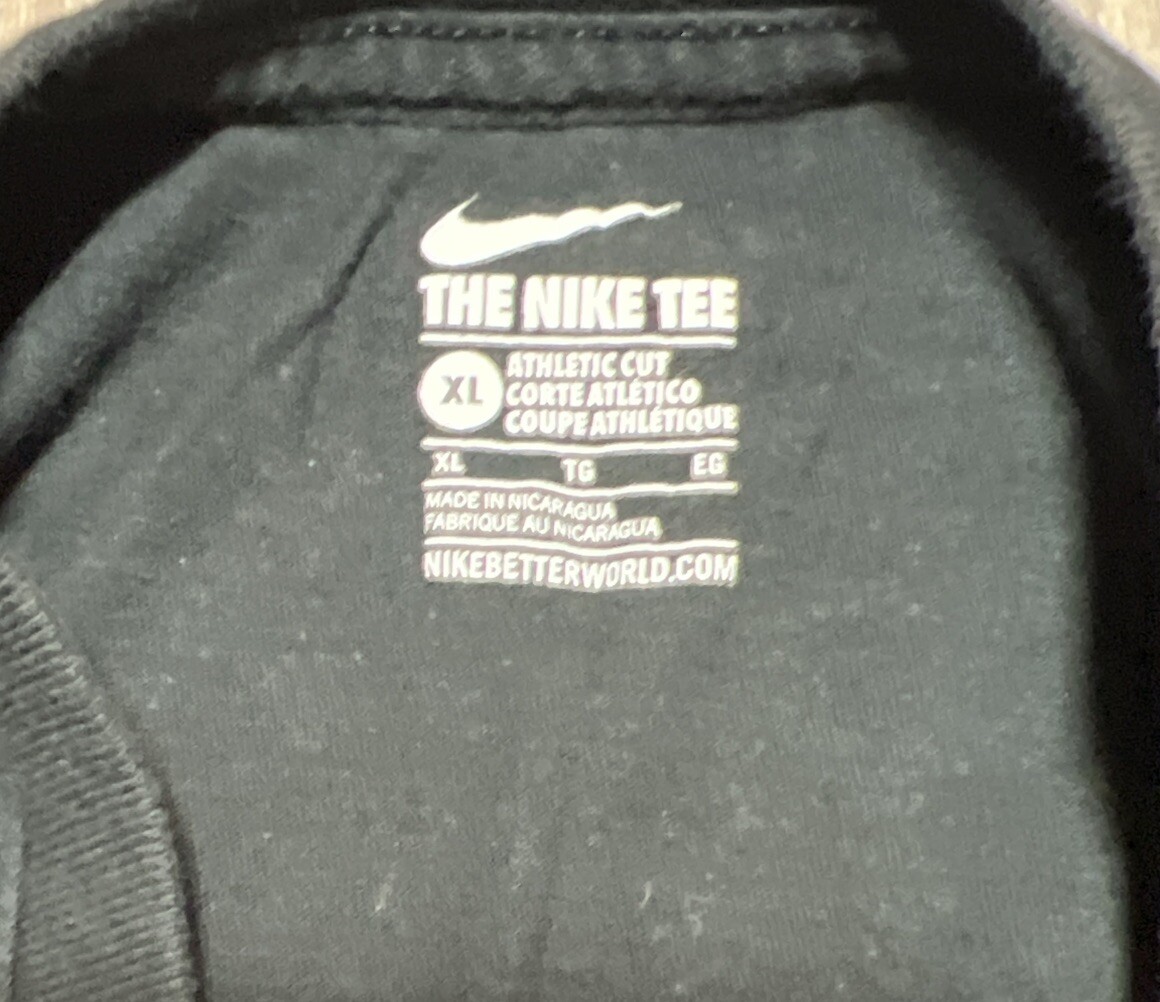 THE NIKE TEE
XL
ATHLETIC CUT
CORTE ATLÉTICO
COUPE ATHLÉTIQUE
XL TG EG
MADE IN NICARAGUA
FABRIQUE AU NICARAGUA
NIKEBETTERWORLD.COM